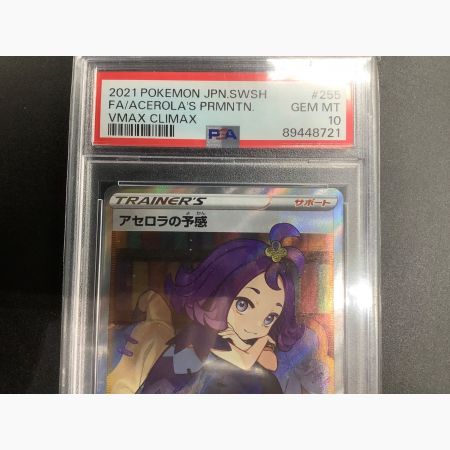 2021 POKEMON JPN.SWSH #255
FA/ACEROLA'S PRMNTN. GEM MT
VMAX CLIMAX 10
PSA
89448721
TRAINER'S サポート
よかん
アセロラの予感